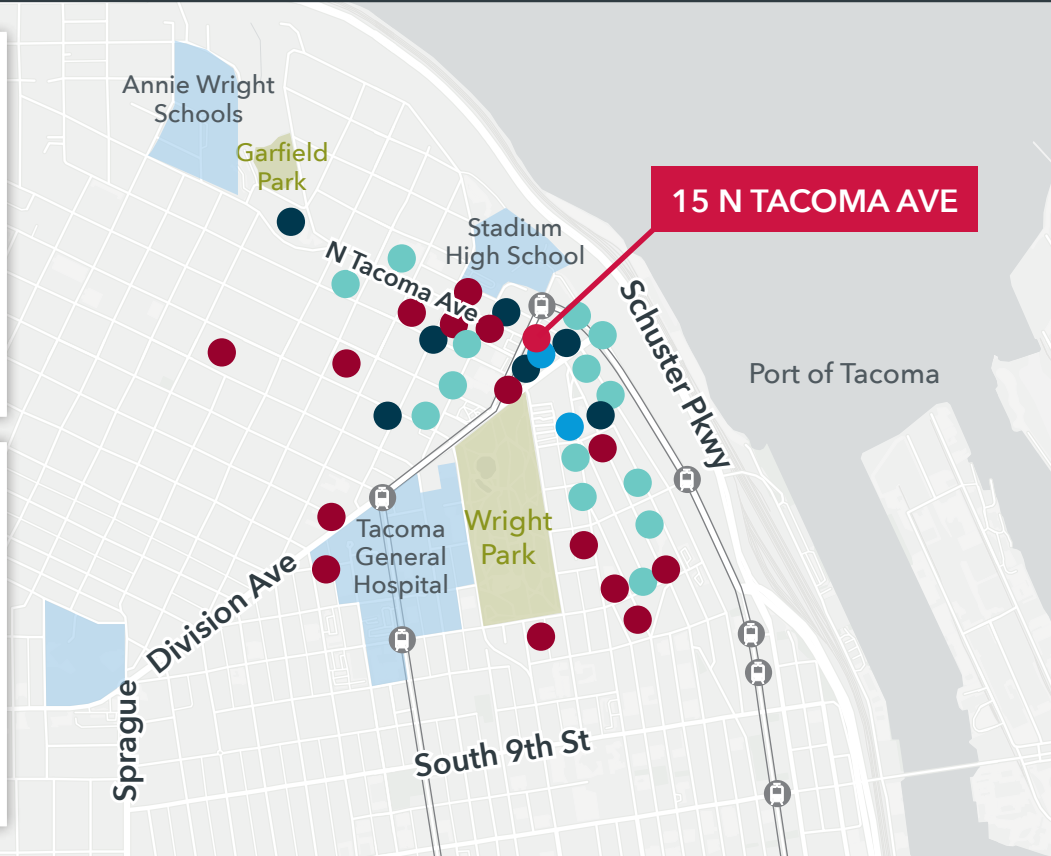 Annie Wright
Schools
Garfield
Park
15 N TACOMA AVE
Stadium
High School
N Tacoma Ave
Schuster Pkwy
Port of Tacoma
Wright
Park
Tacoma
General
Hospital
Division Ave
Sprague
South 9th St